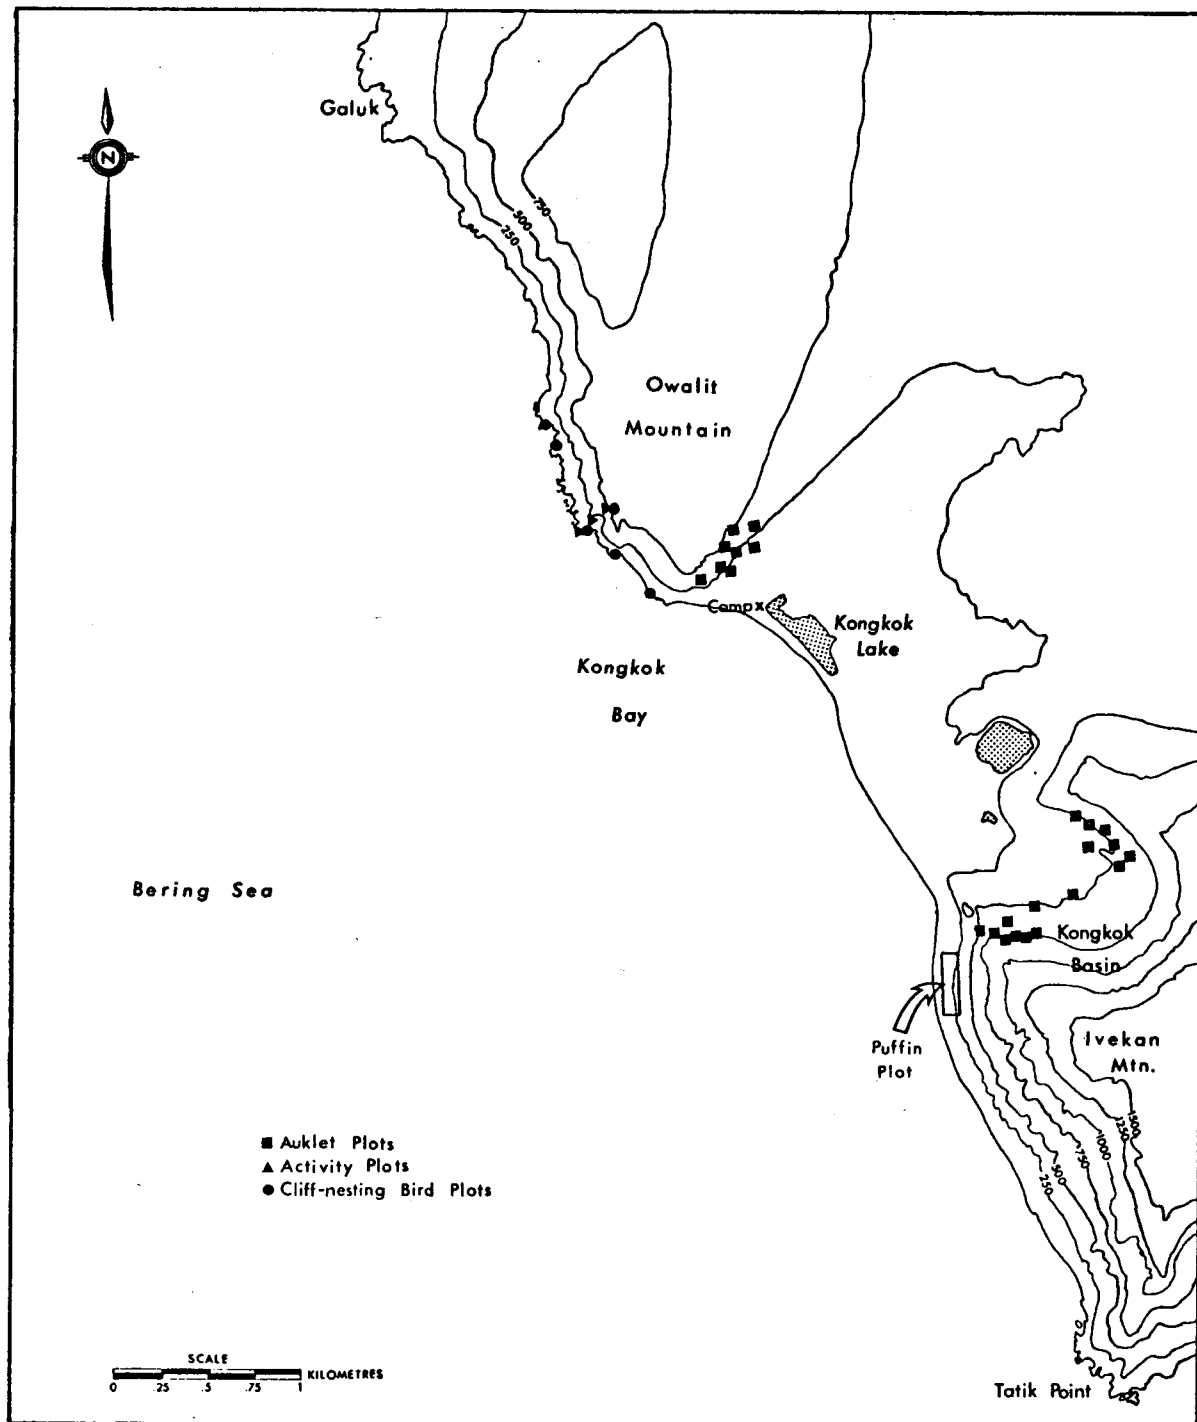 Galuk
N
750
500
250
Owalit
Mountain
Camp x
Kongkok
Lake
Kongkok
Bay
Bering Sea
Kongkok
Basin
Puffin
Plot
Ivekan
Mtn.
1500
1250
1000
750
500
250
Auklet Plots
Activity Plots
Cliff-nesting Bird Plots
SCALE
KILOMETRES
0 .25 .5 .75 1
Tatik Point